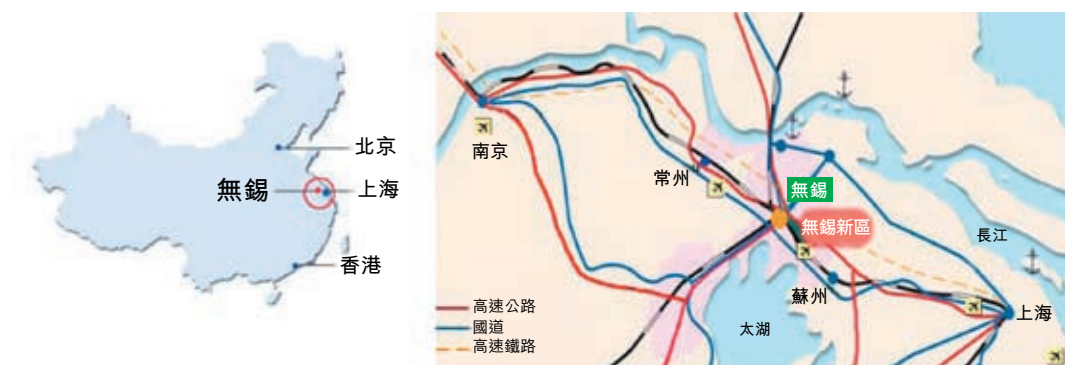 北京
無錫
上海
香港
南京
常州
無錫
無錫新區
長江
蘇州
上海
太湖
高速公路
國道
高速鐵路